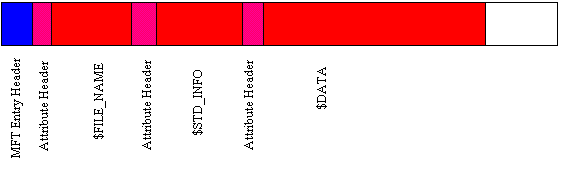 MFT Entry Header
Attribute Header
$FILE_NAME
Attribute Header
$STD_INFO
Attribute Header
$DATA